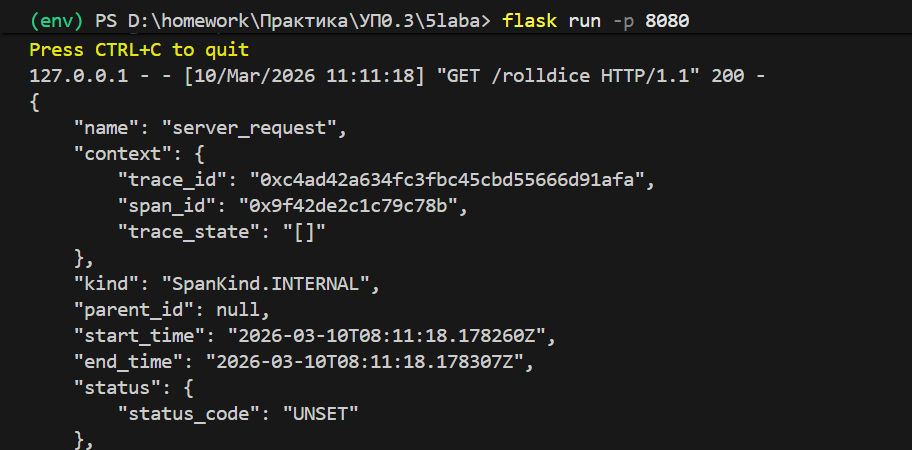 (env) PS D:\homework\Практика\УП0.3\5laba> flask run -p 8080
Press CTRL+C to quit
127.0.0.1 - - [10/Mar/2026 11:11:18] "GET /rolldice HTTP/1.1" 200 -
{
    "name": "server_request",
    "context": {
        "trace_id": "0xc4ad42a634fc3fbc45cbd55666d91afa",
        "span_id": "0x9f42de2c1c79c78b",
        "trace_state": "[]"
    },
    "kind": "SpanKind.INTERNAL",
    "parent_id": null,
    "start_time": "2026-03-10T08:11:18.178260Z",
    "end_time": "2026-03-10T08:11:18.178307Z",
    "status": {
        "status_code": "UNSET"
    },